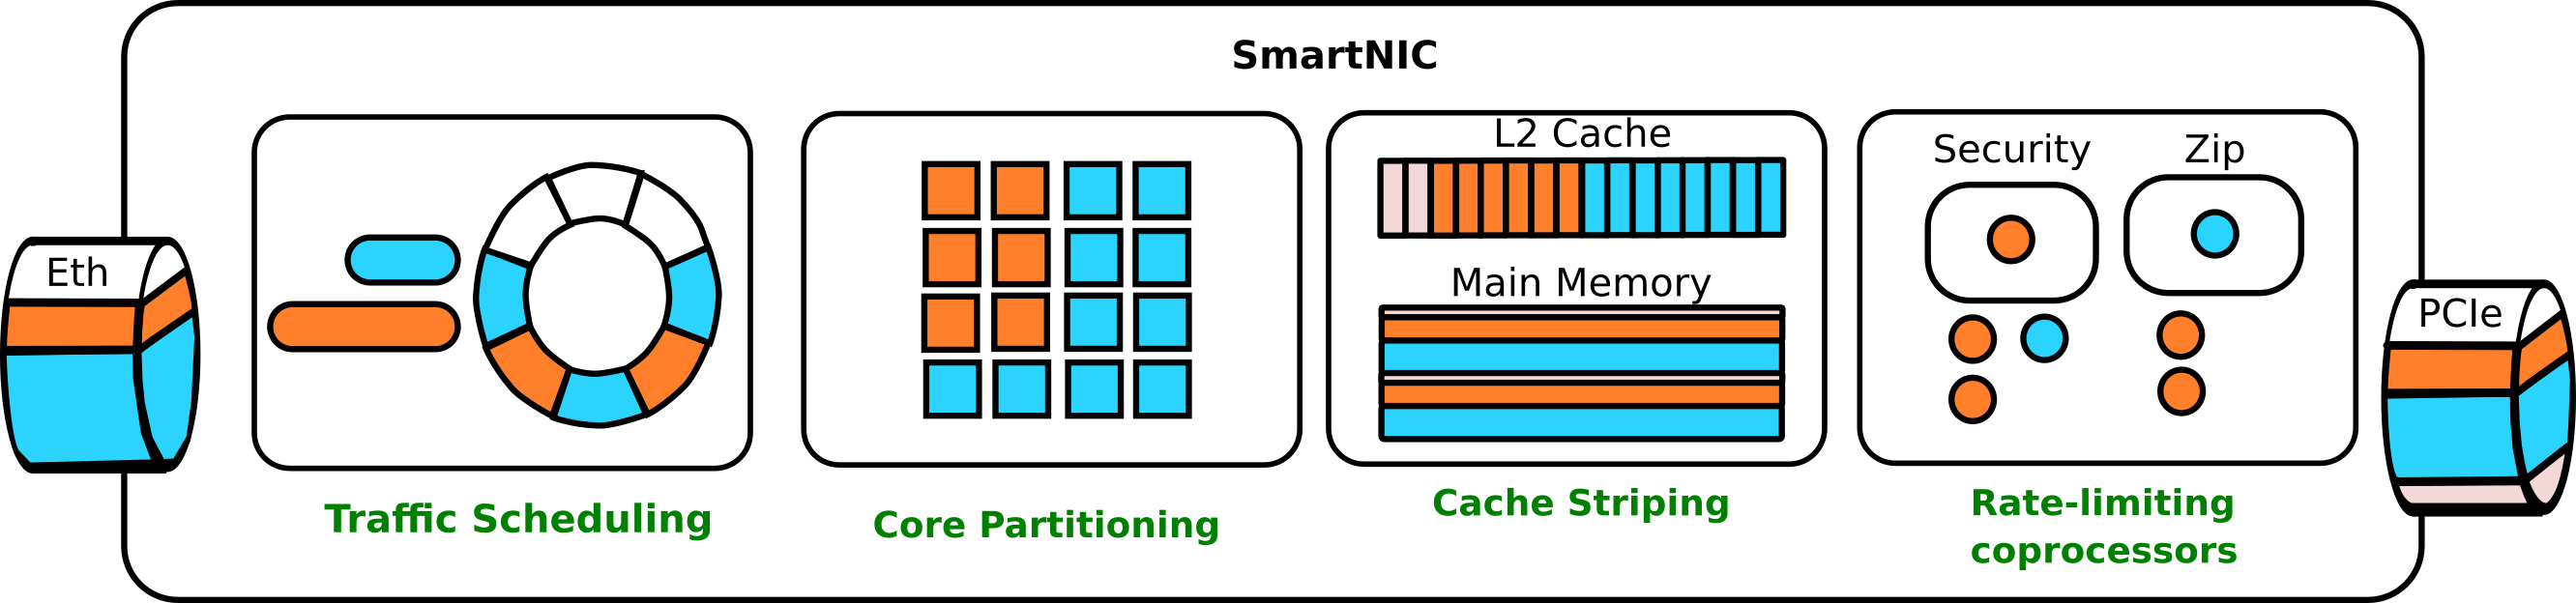 SmartNIC
Eth
Traffic Scheduling
Core Partitioning
L2 Cache
Main Memory
Cache Striping
Security
Zip
Rate-limiting
coprocessors
PCIe